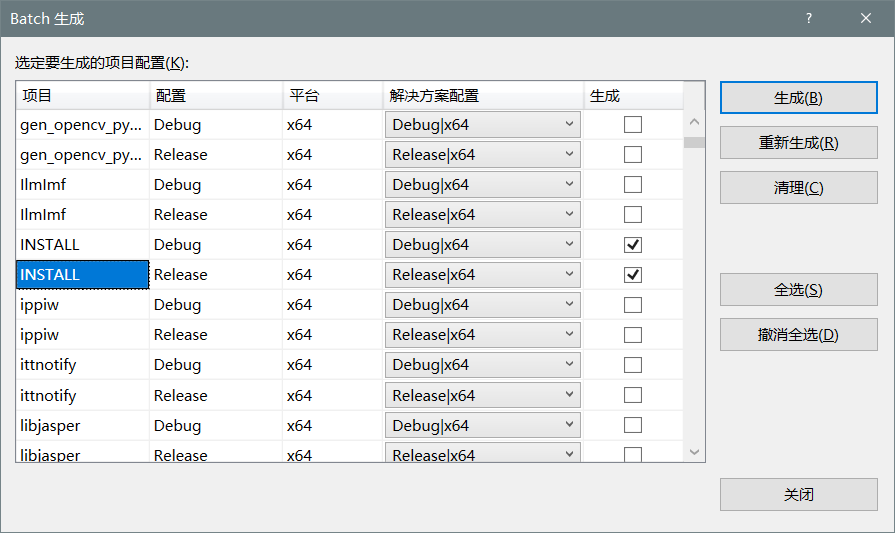 Batch 生成
选定要生成的项目配置(K):
项目 配置 平台 解决方案配置 生成
gen_opencv_py... Debug x64 Debug|x64
gen_opencv_py... Release x64 Release|x64
IlmImf Debug x64 Debug|x64
IlmImf Release x64 Release|x64
INSTALL Debug x64 Debug|x64
INSTALL Release x64 Release|x64
ippiw Debug x64 Debug|x64
ippiw Release x64 Release|x64
ittnotify Debug x64 Debug|x64
ittnotify Release x64 Release|x64
libjasper Debug x64 Debug|x64
libjasper Release x64 Release|x64
生成(B)
重新生成(R)
清理(C)
全选(S)
撤消全选(D)
关闭